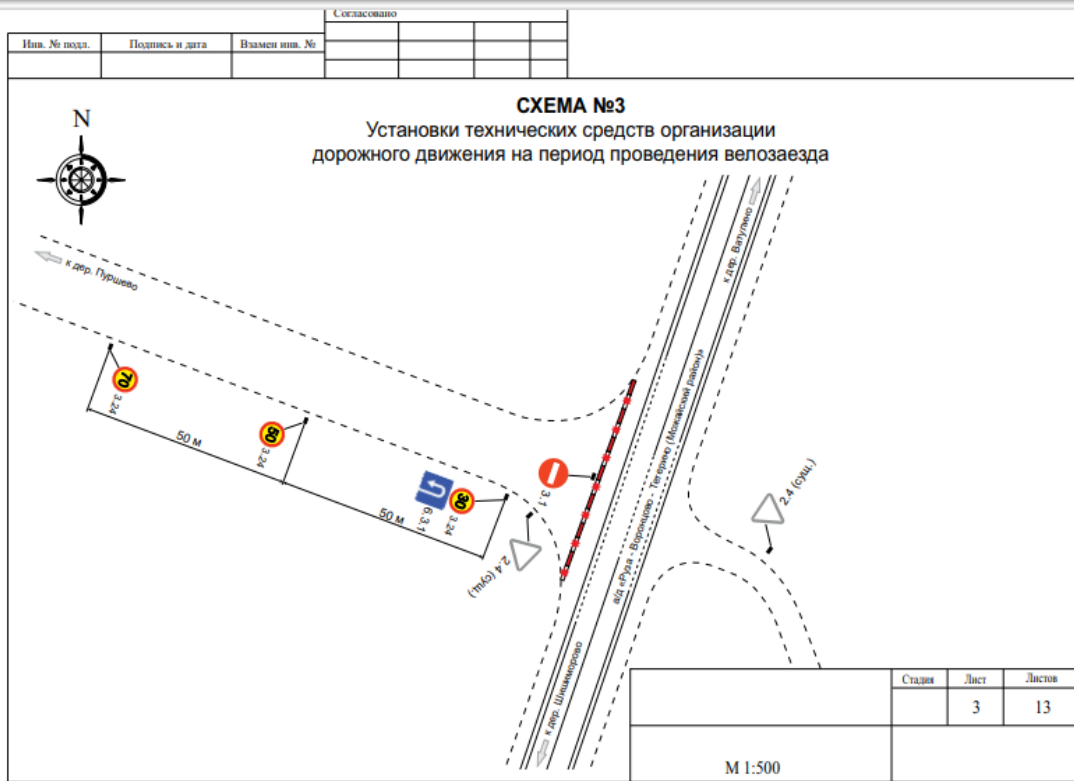 Согласовано
Инв. № подл.
Подпись и дата
Взамен инв. №
СХЕМА №3
Установки технических средств организации
дорожного движения на период проведения велозаезда
N
к дер. Пуршево
к дер. Ватулино
70
3.24
50 м
50
3.24
50 м
6.3.1
30
3.24
3.1
2.4 (сущ.)
2.4 (сущ.)
а/д «Руза - Воронцово - Тетерино (Можайский район)»
к дер. Шишиморово
Стадия
Лист
Листов
3
13
М 1:500